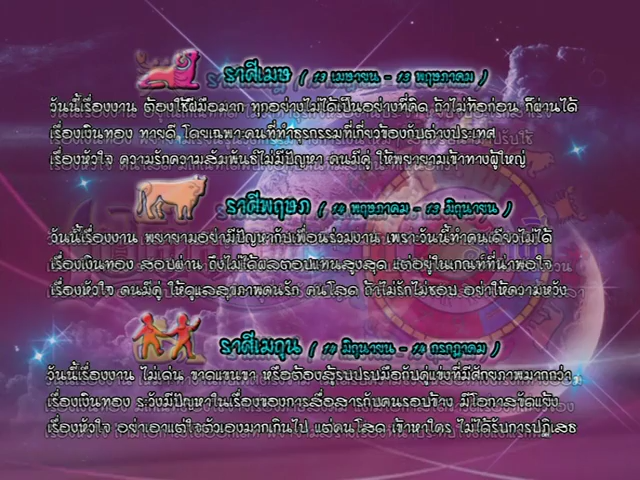 ราศีเมษ ( 13 เมษายน - 13 พฤษภาคม )
วันนี้เรื่องงาน ต้องใช้ฝีมือมาก ทุกอย่างไม่ได้เป็นอย่างที่คิด ถ้าไม่ท้อก่อน ก็ผ่านได้
เรื่องเงินทอง ขายดี โดยเฉพาะคนที่ทำธุรกรรมที่เกี่ยวข้องกับต่างประเทศ
เรื่องหัวใจ ความรักความสัมพันธ์ไม่มีปัญหา คนมีคู่ ให้พยายามเข้าทางผู้ใหญ่
ราศีพฤษภ ( 14 พฤษภาคม - 13 มิถุนายน )
วันนี้เรื่องงาน พยายามอย่ามีปัญหากับเพื่อนร่วมงาน เพราะวันนี้ทำคนเดียวไม่ได้
เรื่องเงินทอง สอบผ่าน ถึงไม่ได้ผลตอบแทนสูงสุด แต่อยู่ในเกณฑ์ที่น่าพอใจ
เรื่องหัวใจ คนมีคู่ ให้ดูแลสุขภาพคนรัก คนโสด ถ้าไม่รักไม่ชอบ อย่าให้ความหวัง
ราศีเมถุน ( 14 มิถุนายน - 14 กรกฎาคม )
วันนี้เรื่องงาน ไม่เด่น ขาดแขนขา หรือต้องสู้รบปรบมือกับคู่แข่งที่มีศักยภาพมากกว่า
เรื่องเงินทอง ระวังมีปัญหาในเรื่องของการสื่อสารกับคนรอบข้าง มีโอกาสขัดแย้ง
เรื่องหัวใจ อย่าเอาแต่ใจตัวเองมากเกินไป แต่คนโสด เข้าหาใคร ไม่ได้รับการปฏิเสธ